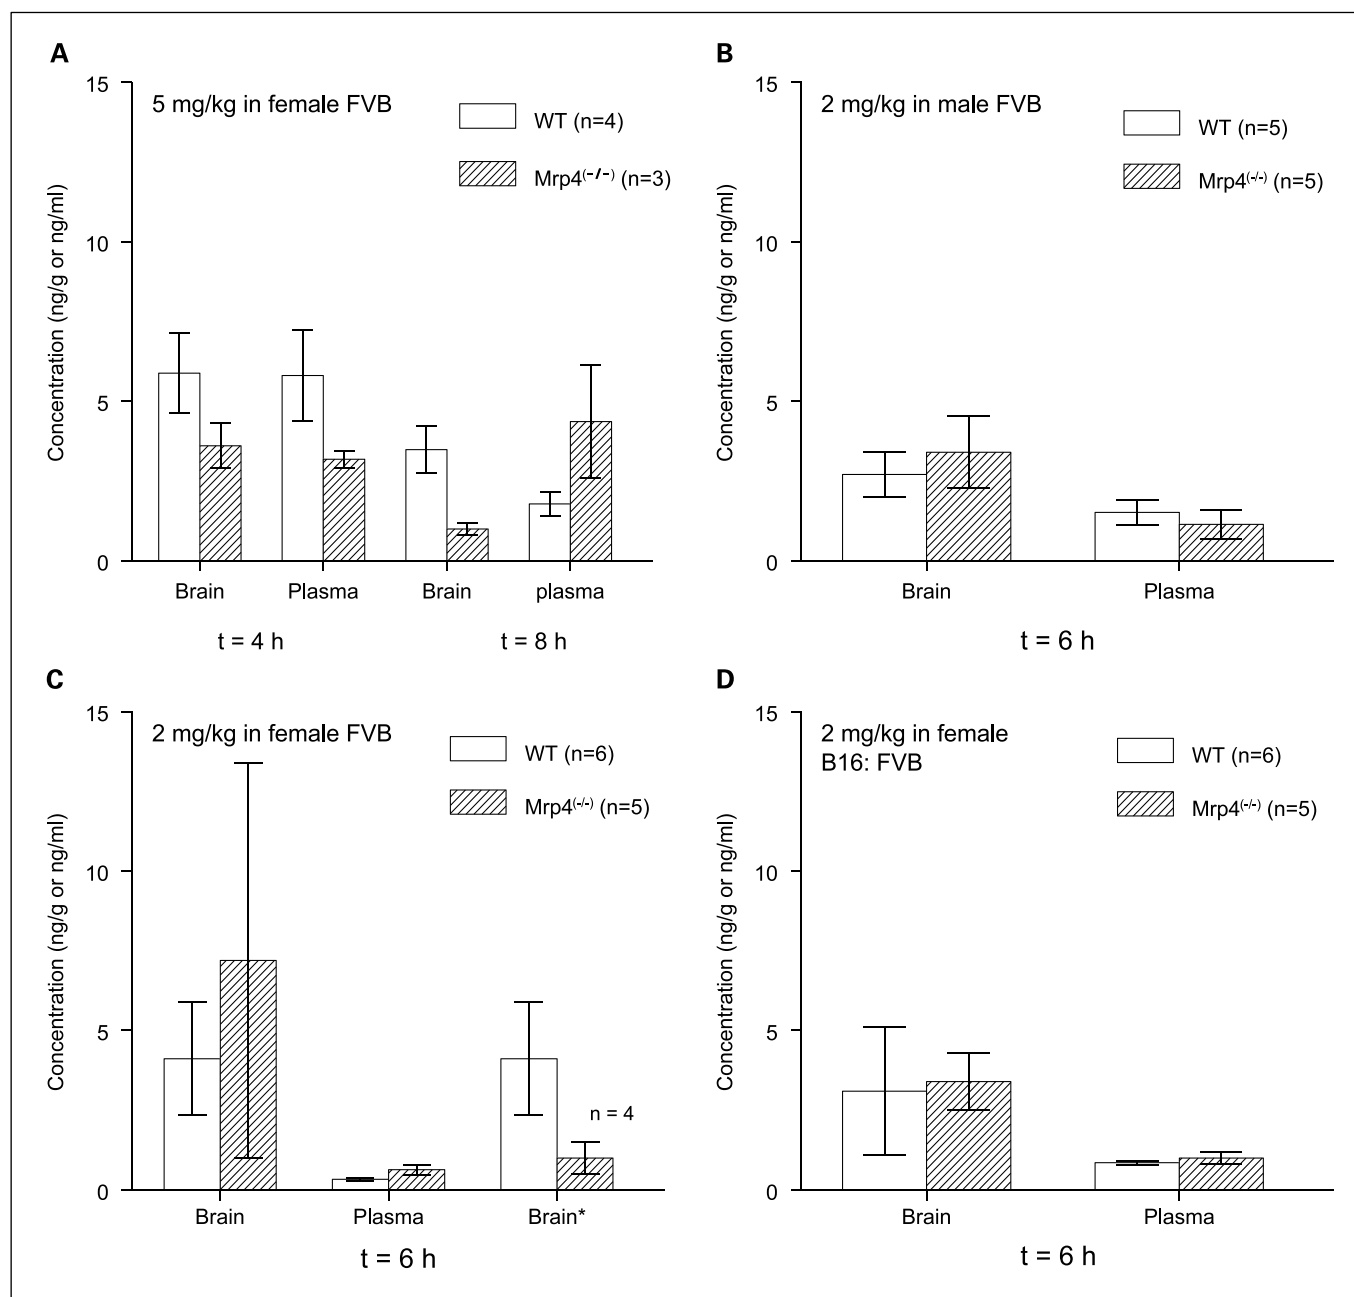 A
5 mg/kg in female FVB
WT (n=4)
Mrp4(-/-) (n=3)
Concentration (ng/g or ng/ml)
15
10
5
0
Brain
Plasma
Brain
plasma
t = 4 h
t = 8 h
B
2 mg/kg in male FVB
WT (n=5)
Mrp4(-/-) (n=5)
Concentration (ng/g or ng/ml)
15
10
5
0
Brain
Plasma
t = 6 h
C
2 mg/kg in female FVB
WT (n=6)
Mrp4(-/-) (n=5)
Concentration (ng/g or ng/ml)
15
10
5
0
n = 4
Brain
Plasma
Brain*
t = 6 h
D
2 mg/kg in female
B16: FVB
WT (n=6)
Mrp4(-/-) (n=5)
Concentration (ng/g or ng/ml)
15
10
5
0
Brain
Plasma
t = 6 h